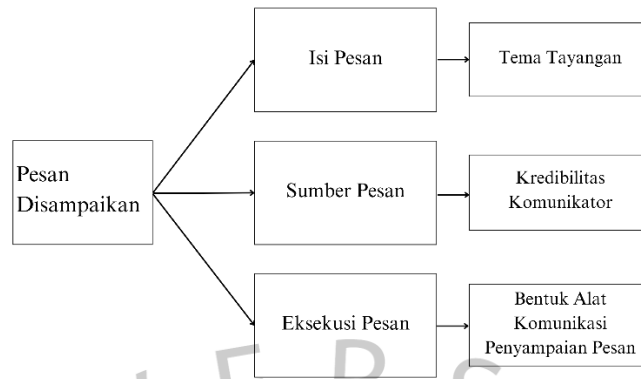 Isi Pesan
Tema Tayangan
Pesan
Disampaikan
Sumber Pesan
Kredibilitas
Komunikator
Eksekusi Pesan
Bentuk Alat
Komunikasi
Penyampaian Pesan